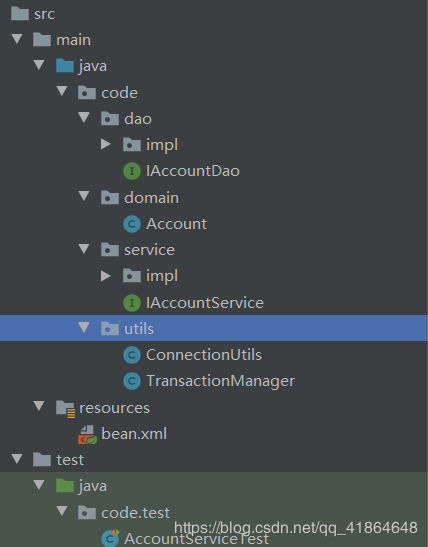 src
main
java
code
dao
impl
IAccountDao
domain
Account
service
impl
IAccountService
utils
ConnectionUtils
TransactionManager
resources
bean.xml
test
java
code.test
https://blog.csdn.net/qq_41864648
AccountServiceTest